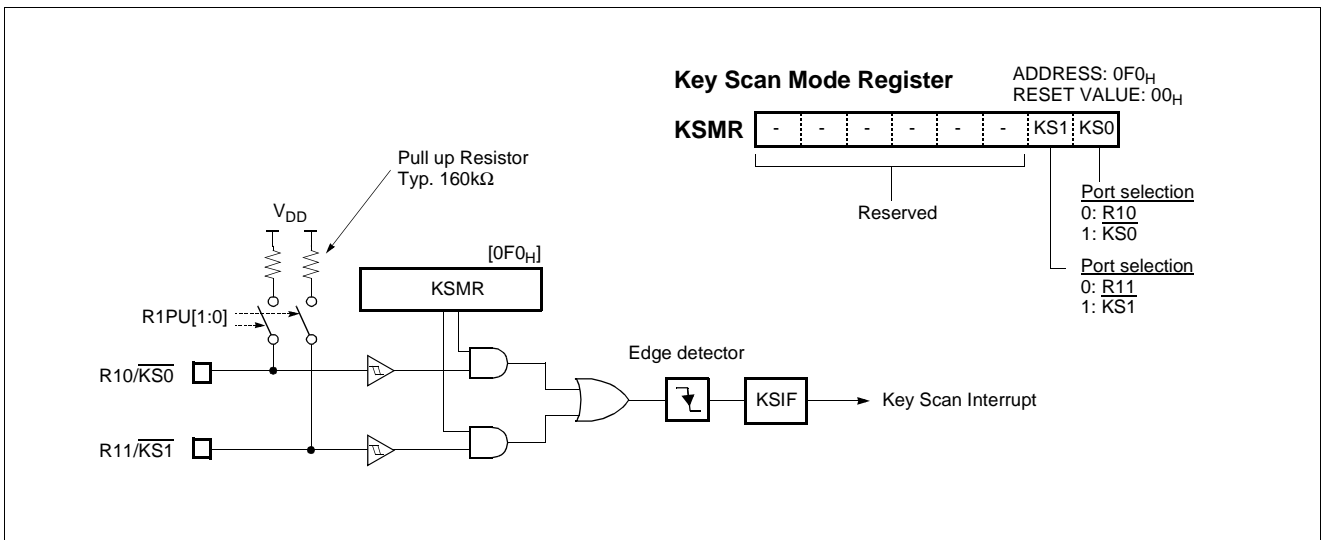 Key Scan Mode Register
ADDRESS: 0F0H
RESET VALUE: 00H
KSMR
- - - - - - KS1 KS0
Reserved
Port selection
0: R10
1: KS0
Port selection
0: R11
1: KS1
Pull up Resistor
Typ. 160kΩ
VDD
[0F0H]
KSMR
R1PU[1:0]
R10/KS0
R11/KS1
Edge detector
KSIF
Key Scan Interrupt